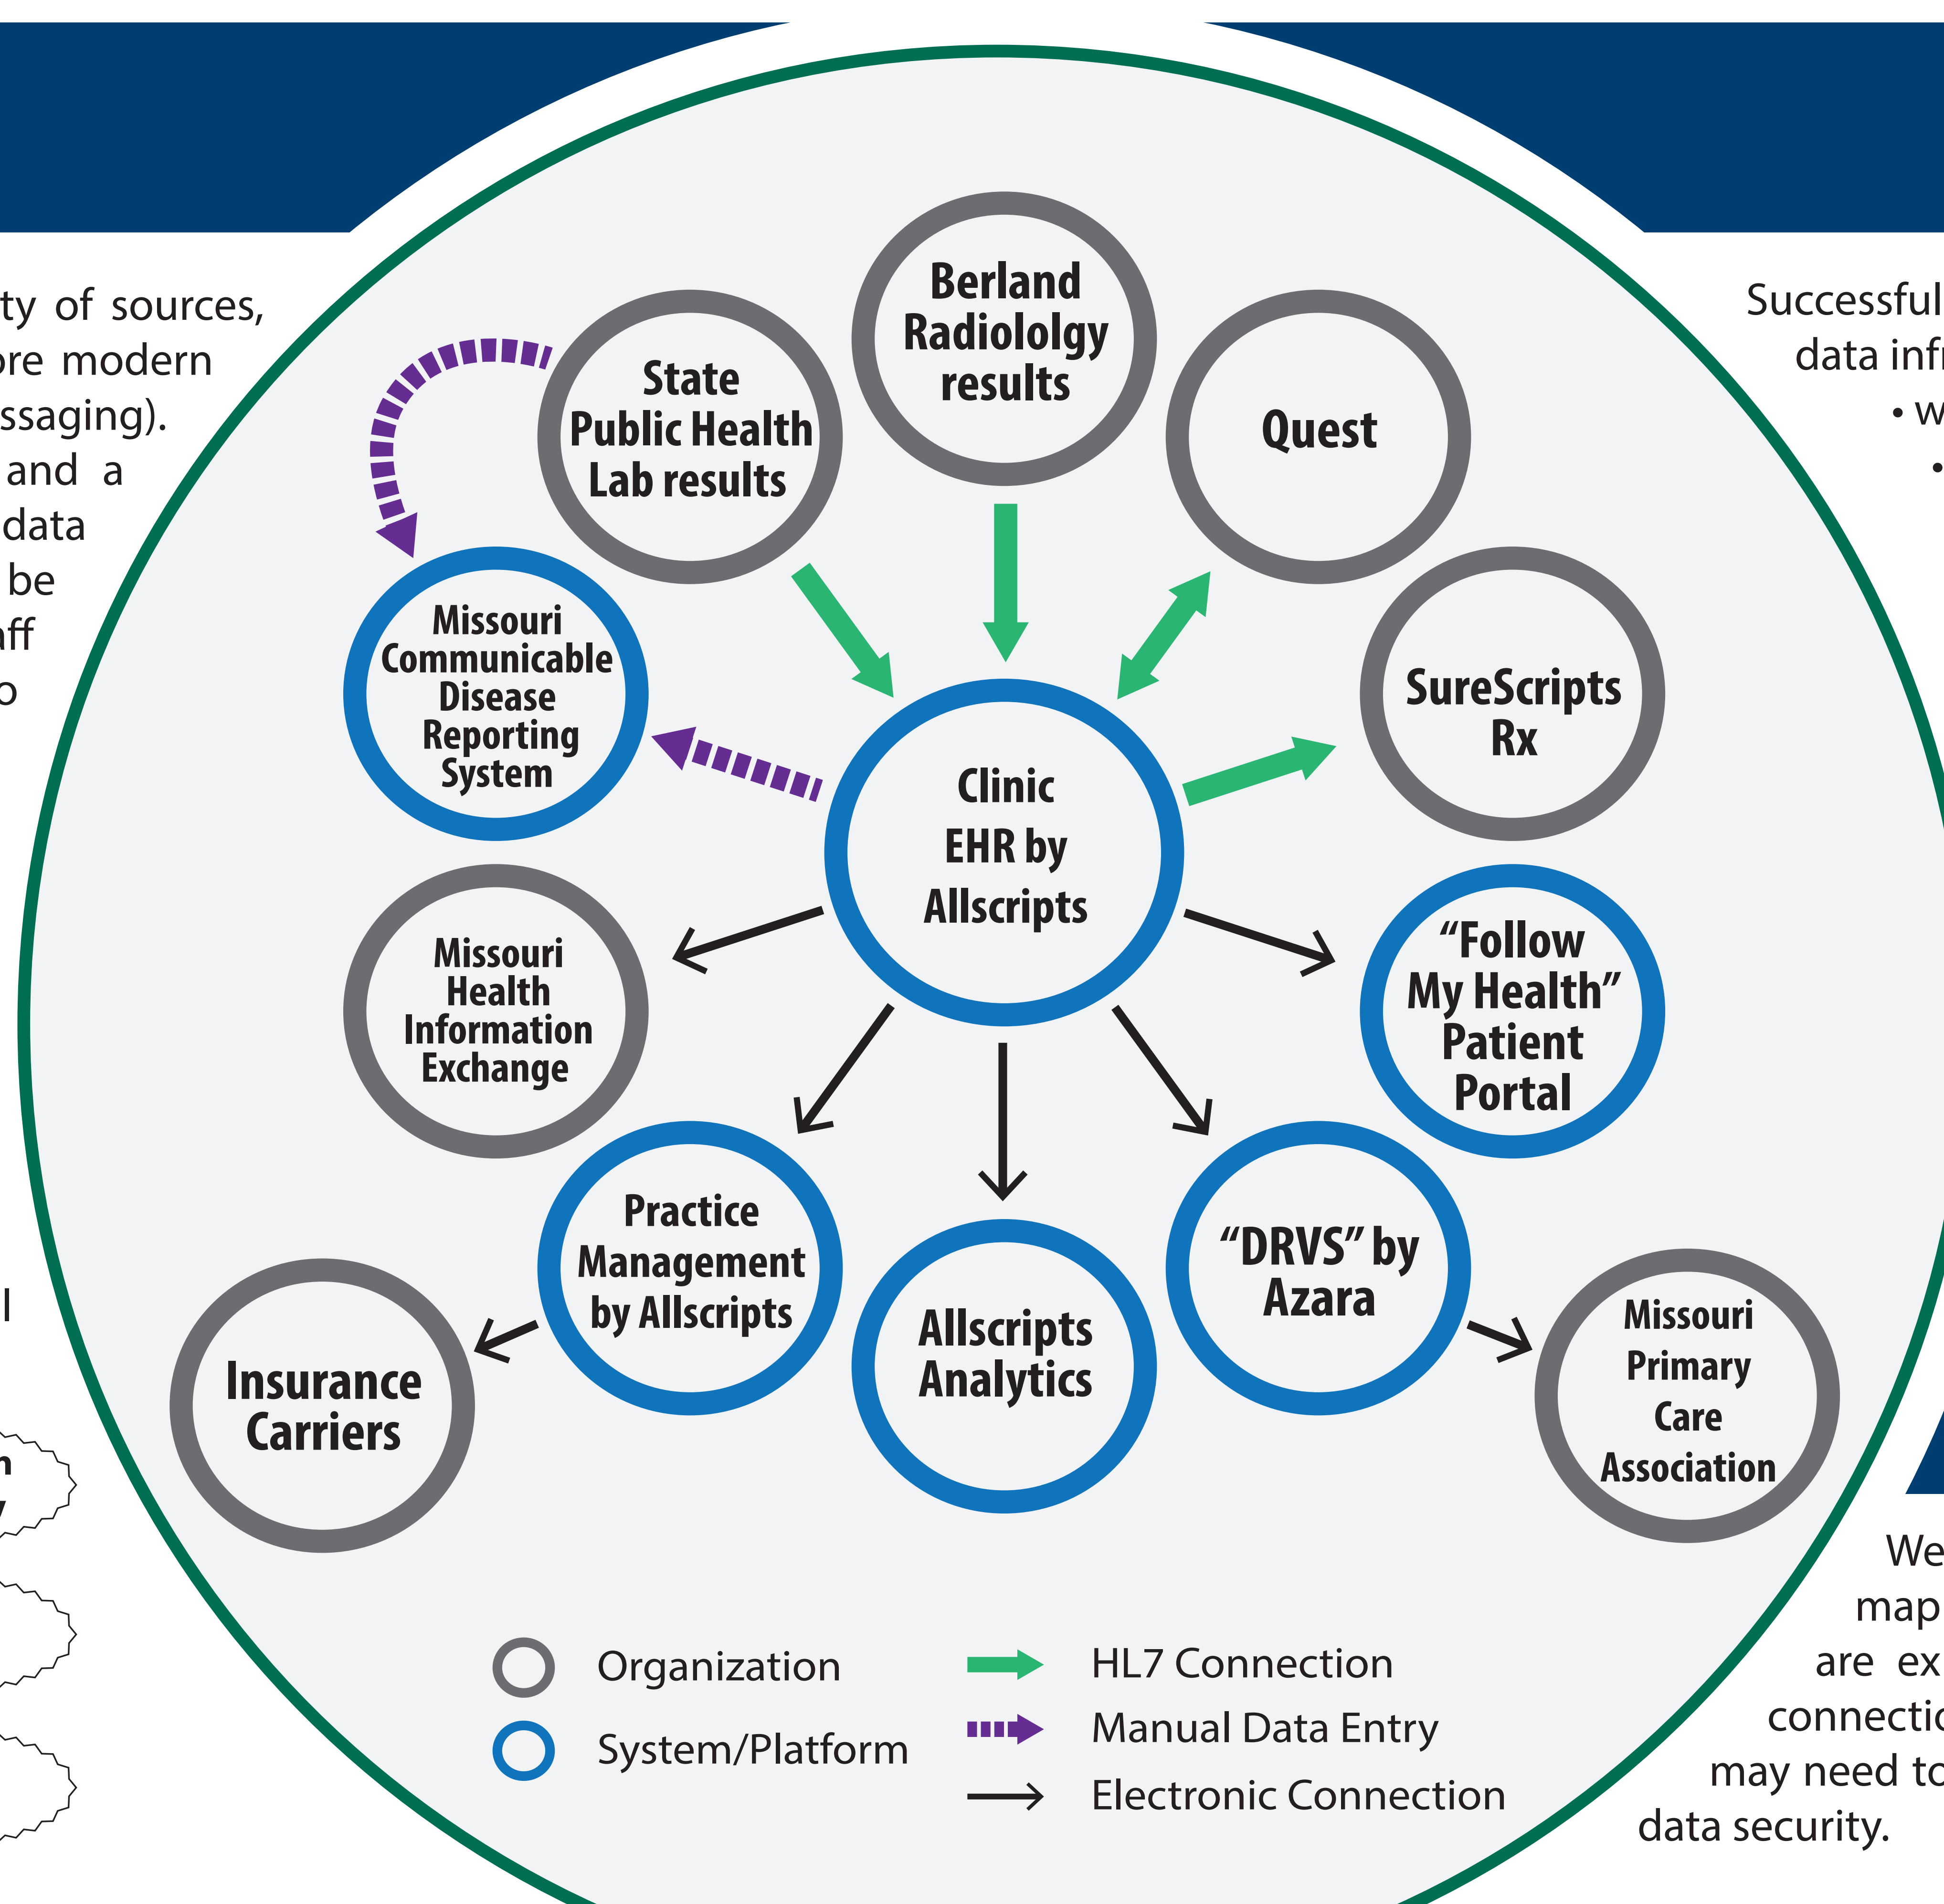 ty of sources,
ore modern
ssaging).
and a
data
be
aff
o
l
n
y
Berland
Radiololgy
results
State
Public Health
Lab results
Quest
Missouri
Communicable
Disease
Reporting
System
SureScripts
Rx
Clinic
EHR by
Allscripts
Missouri
Health
Information
Exchange
“Follow
My Health”
Patient
Portal
Practice
Management
by Allscripts
“DRVS” by
Azara
Allscripts
Analytics
Insurance
Carriers
Missouri
Primary
Care
Association
Organization
System/Platform
HL7 Connection
Manual Data Entry
Electronic Connection
Successful
data infr
• w
•
We
map
are ex
connectio
may need to
data security.